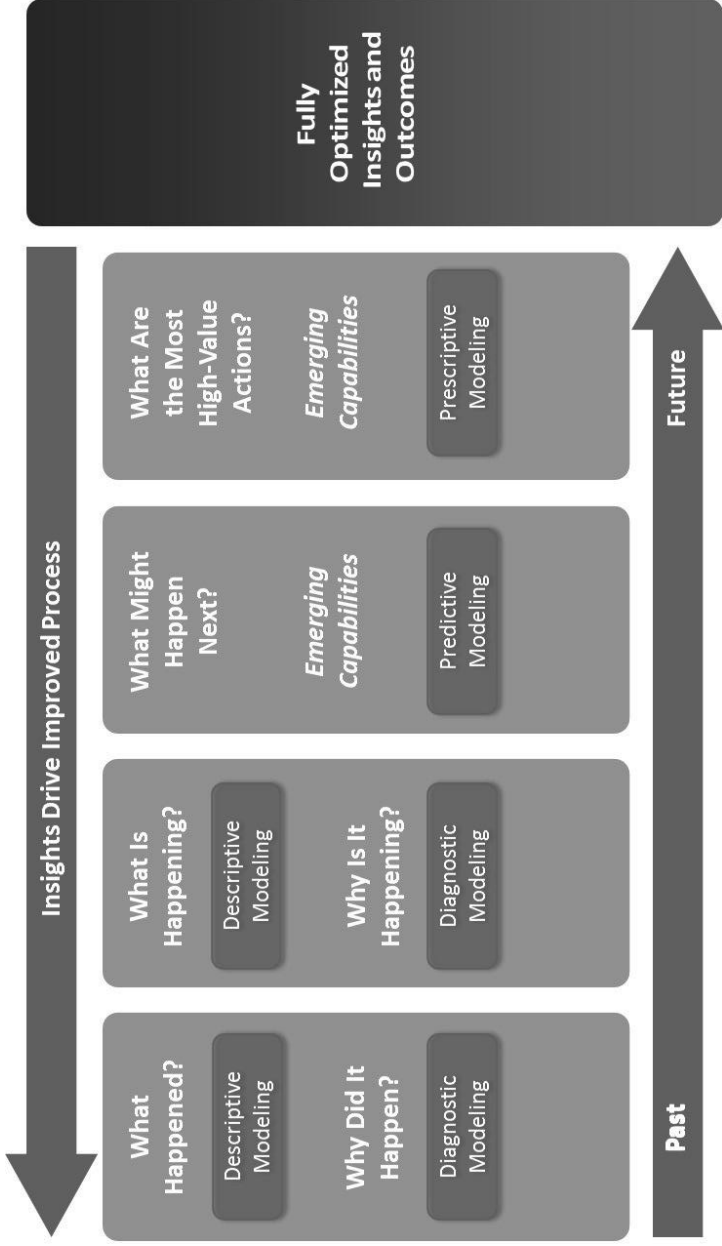 Insights Drive Improved Process
What
Happened?
Descriptive
Modeling
Why Did It
Happen?
Diagnostic
Modeling
What Is
Happening?
Descriptive
Modeling
Why Is It
Happening?
Diagnostic
Modeling
What Might
Happen
Next?
Emerging
Capabilities
Predictive
Modeling
What Are
the Most
High-Value
Actions?
Emerging
Capabilities
Prescriptive
Modeling
Fully
Optimized
Insights and
Outcomes
Past
Future